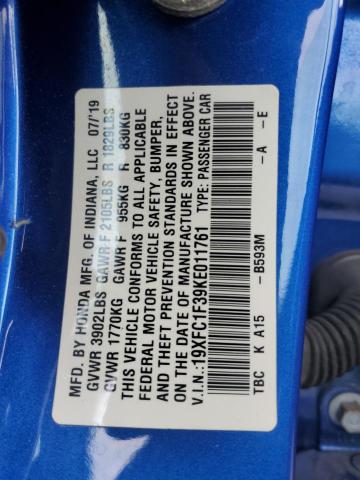 MFD. BY HONDA MFG. OF INDIANA, LLC 07/'19
GVWR 3902LBS GAWR F 2105LBS R 1829LBS
GVWR 1770KG GAWR F 955KG R 830KG
THIS VEHICLE CONFORMS TO ALL APPLICABLE
FEDERAL MOTOR VEHICLE SAFETY, BUMPER,
AND THEFT PREVENTION STANDARDS IN EFFECT
ON THE DATE OF MANUFACTURE SHOWN ABOVE.
V.I.N.:19XFC1F39KE011761 TYPE: PASSENGER CAR
TBC K A15 -B593M -A -E